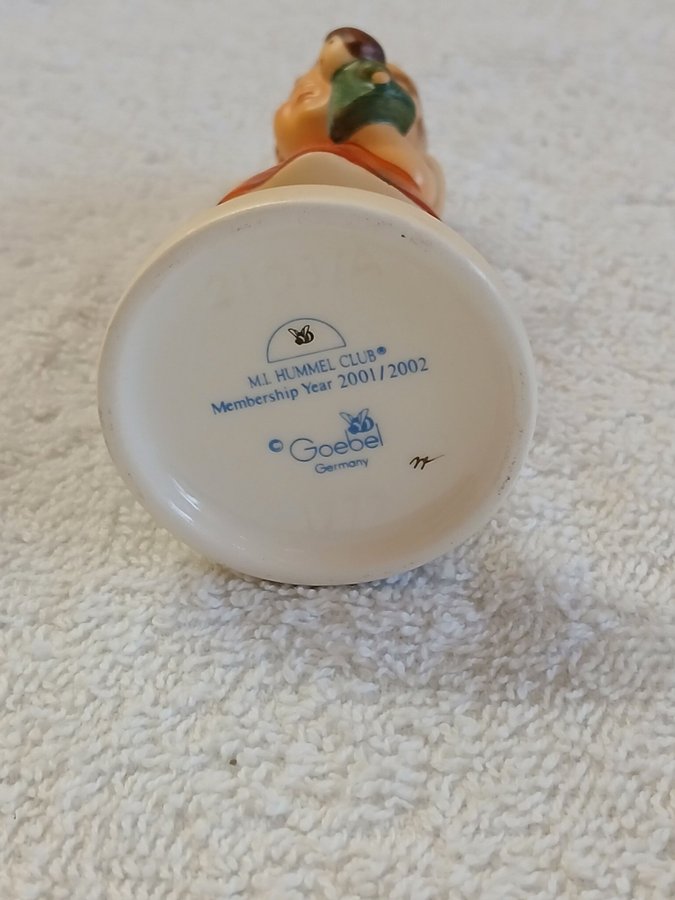 M.I. HUMMEL CLUB®
Membership Year 2001/2002
© Goebel
Germany